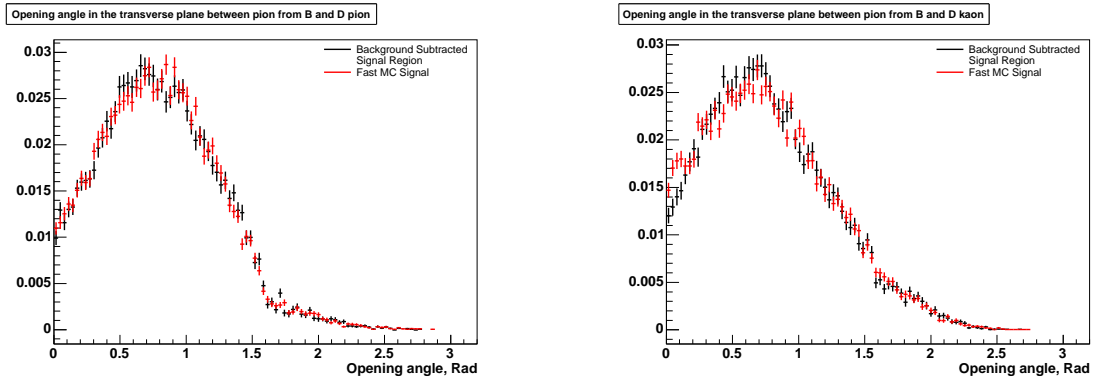 Opening angle in the transverse plane between pion from B and D pion
Background Subtracted
Signal Region
Fast MC Signal
0.03
0.025
0.02
0.015
0.01
0.005
0
0 0.5 1 1.5 2 2.5 3
Opening angle, Rad
Opening angle in the transverse plane between pion from B and D kaon
Background Subtracted
Signal Region
Fast MC Signal
0.03
0.025
0.02
0.015
0.01
0.005
0
0 0.5 1 1.5 2 2.5 3
Opening angle, Rad